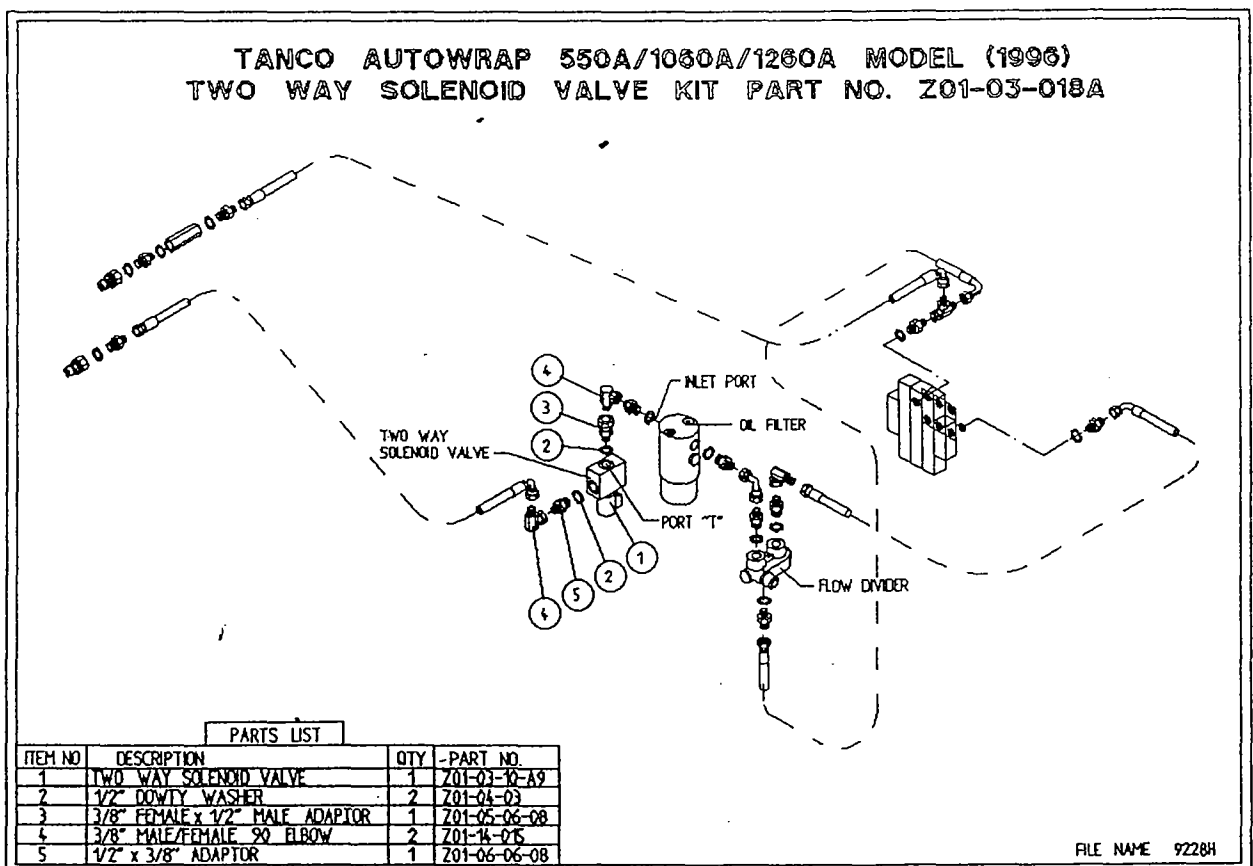 TANCO AUTOWRAP 550A/1060A/1260A MODEL (1996)
TWO WAY SOLENOID VALVE KIT PART NO. Z01-03-018A
4
INLET PORT
3
OIL FILTER
TWO WAY
SOLENOID VALVE
2
PORT "T"
1
2
5
4
FLOW DIVIDER
PARTS LIST
ITEM NO DESCRIPTION QTY -PART NO.
1 TWO WAY SOLENOID VALVE 1 Z01-03-10-A9
2 1/2" DOWTY WASHER 2 Z01-04-03
3 3/8" FEMALE x 1/2" MALE ADAPTOR 1 Z01-05-06-08
4 3/8" MALE/FEMALE 90 ELBOW 2 Z01-14-015
5 1/2" x 3/8" ADAPTOR 1 Z01-06-06-08
FILE NAME 9228H